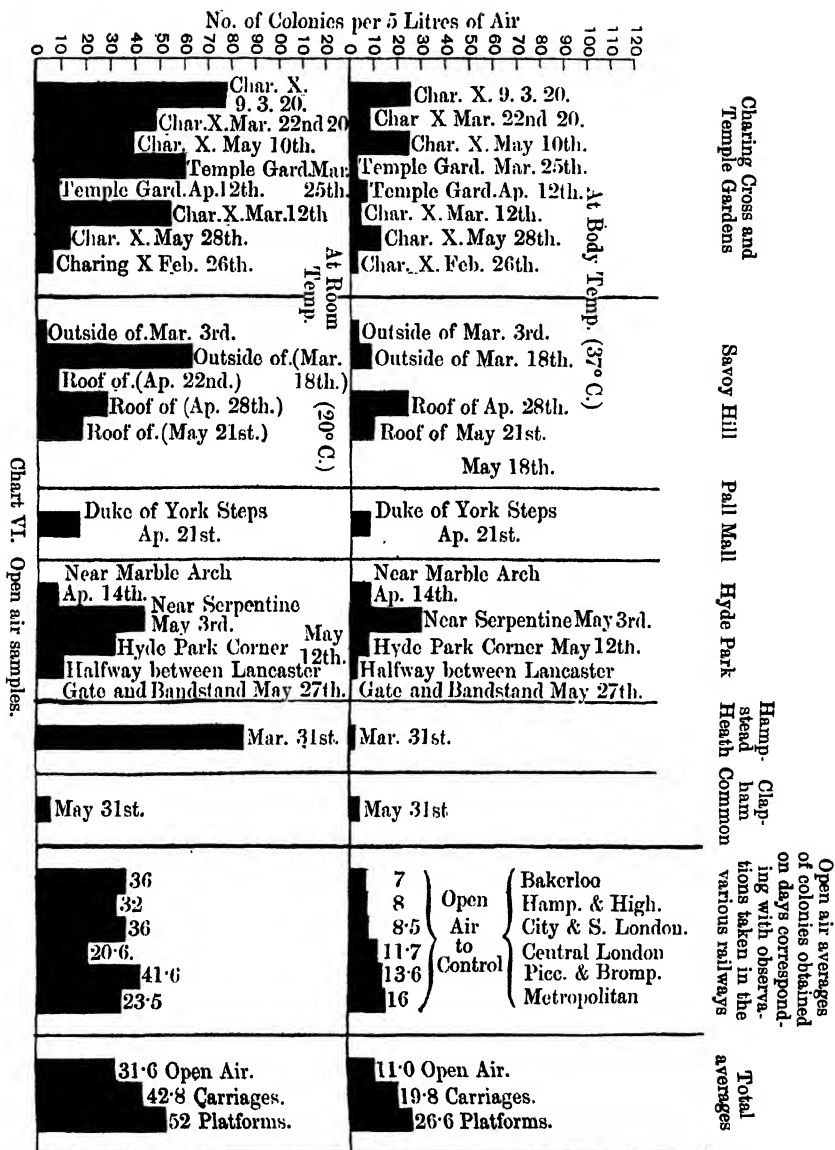 No. of Colonies per 5 Litres of Air
0 10 20 30 40 50 60 70 80 90 100 110 120
0 10 20 30 40 50 60 70 80 90 100 110 120
At Room Temp. (20° C.)
At Body Temp. (37° C.)
Charing Cross and
Temple Gardens
Char. X.
9. 3. 20.
Char.X.Mar. 22nd 20
Char. X. May 10th.
Temple Gard.Mar.
25th.
Temple Gard.Ap.12th.
Char.X.Mar.12th
Char. X. May 28th.
Charing X Feb. 26th.
Char. X. 9. 3. 20.
Char X Mar. 22nd 20.
Char. X. May 10th.
Temple Gard. Mar. 25th.
Temple Gard.Ap. 12th.
Char. X. Mar. 12th.
Char. X. May 28th.
Char. X. Feb. 26th.
Savoy Hill
Outside of.Mar. 3rd.
Outside of.(Mar.
18th.)
Roof of.(Ap. 22nd.)
Roof of (Ap. 28th.)
Roof of.(May 21st.)
Outside of Mar. 3rd.
Outside of Mar. 18th.
Roof of Ap. 28th.
Roof of May 21st.
May 18th.
Pall Mall
Duke of York Steps
Ap. 21st.
Duke of York Steps
Ap. 21st.
Hyde Park
Near Marble Arch
Ap. 14th.
Near Serpentine
May 3rd.
Hyde Park Corner May
12th.
Halfway between Lancaster
Gate and Bandstand May 27th.
Near Marble Arch
Ap. 14th.
Near Serpentine May 3rd.
Hyde Park Corner May 12th.
Halfway between Lancaster
Gate and Bandstand May 27th.
Hamp-
stead
Heath
Mar. 31st.
Mar. 31st.
Clap-
ham
Common
May 31st.
May 31st
Open air averages
of colonies obtained
on days correspond-
ing with observa-
tions taken in the
various railways
36
32
36
20·6.
41·6
23·5
7
8
8·5
11·7
13·6
16
Open
Air
to
Control
Bakerloo
Hamp. & High.
City & S. London.
Central London
Picc. & Bromp.
Metropolitan
Total
averages
31·6 Open Air.
42·8 Carriages.
52 Platforms.
11·0 Open Air.
19·8 Carriages.
26·6 Platforms.
Chart VI. Open air samples.